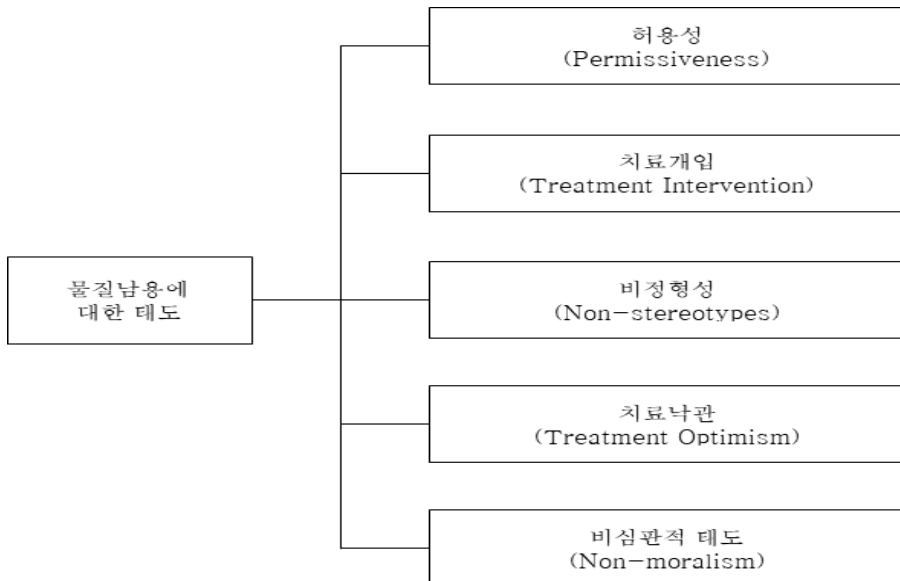 허용성
(Permissiveness)
치료개입
(Treatment Intervention)
물질남용에
대한 태도
비정형성
(Non-stereotypes)
치료낙관
(Treatment Optimism)
비심판적 태도
(Non-moralism)